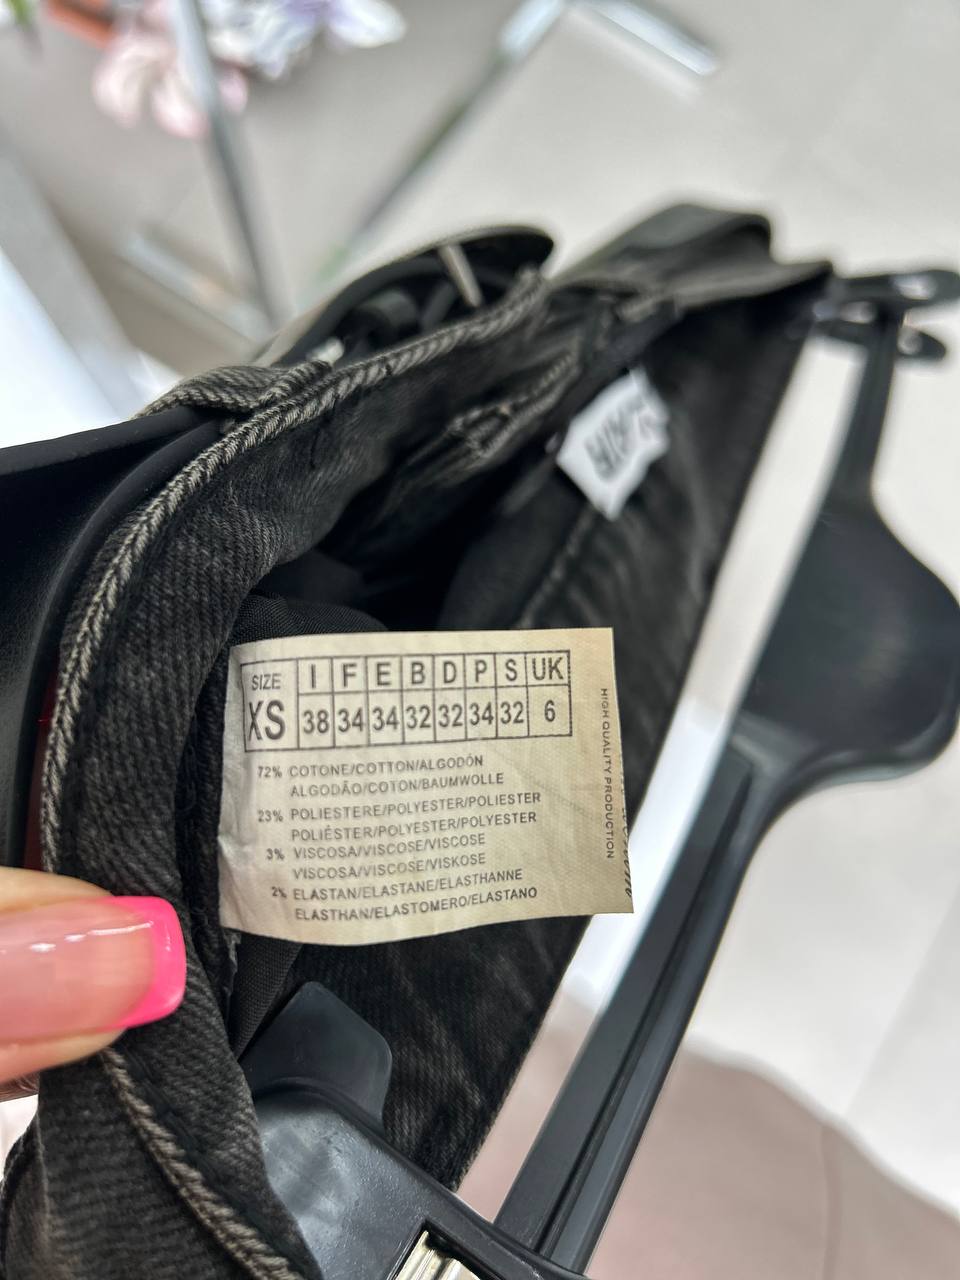 SIZE I F E B D P S UK
XS 38 34 34 32 32 34 32 6
72% COTONE/COTTON/ALGODÓN
ALGODÃO/COTON/BAUMWOLLE
23% POLIESTERE/POLYESTER/POLIESTER
POLIÉSTER/POLYESTER/POLYESTER
3% VISCOSA/VISCOSE/VISCOSE
VISCOSA/VISCOSE/VISKOSE
2% ELASTAN/ELASTANE/ELASTHANNE
ELASTHAN/ELASTOMERO/ELASTANO
HIGH QUALITY PRODUCTION